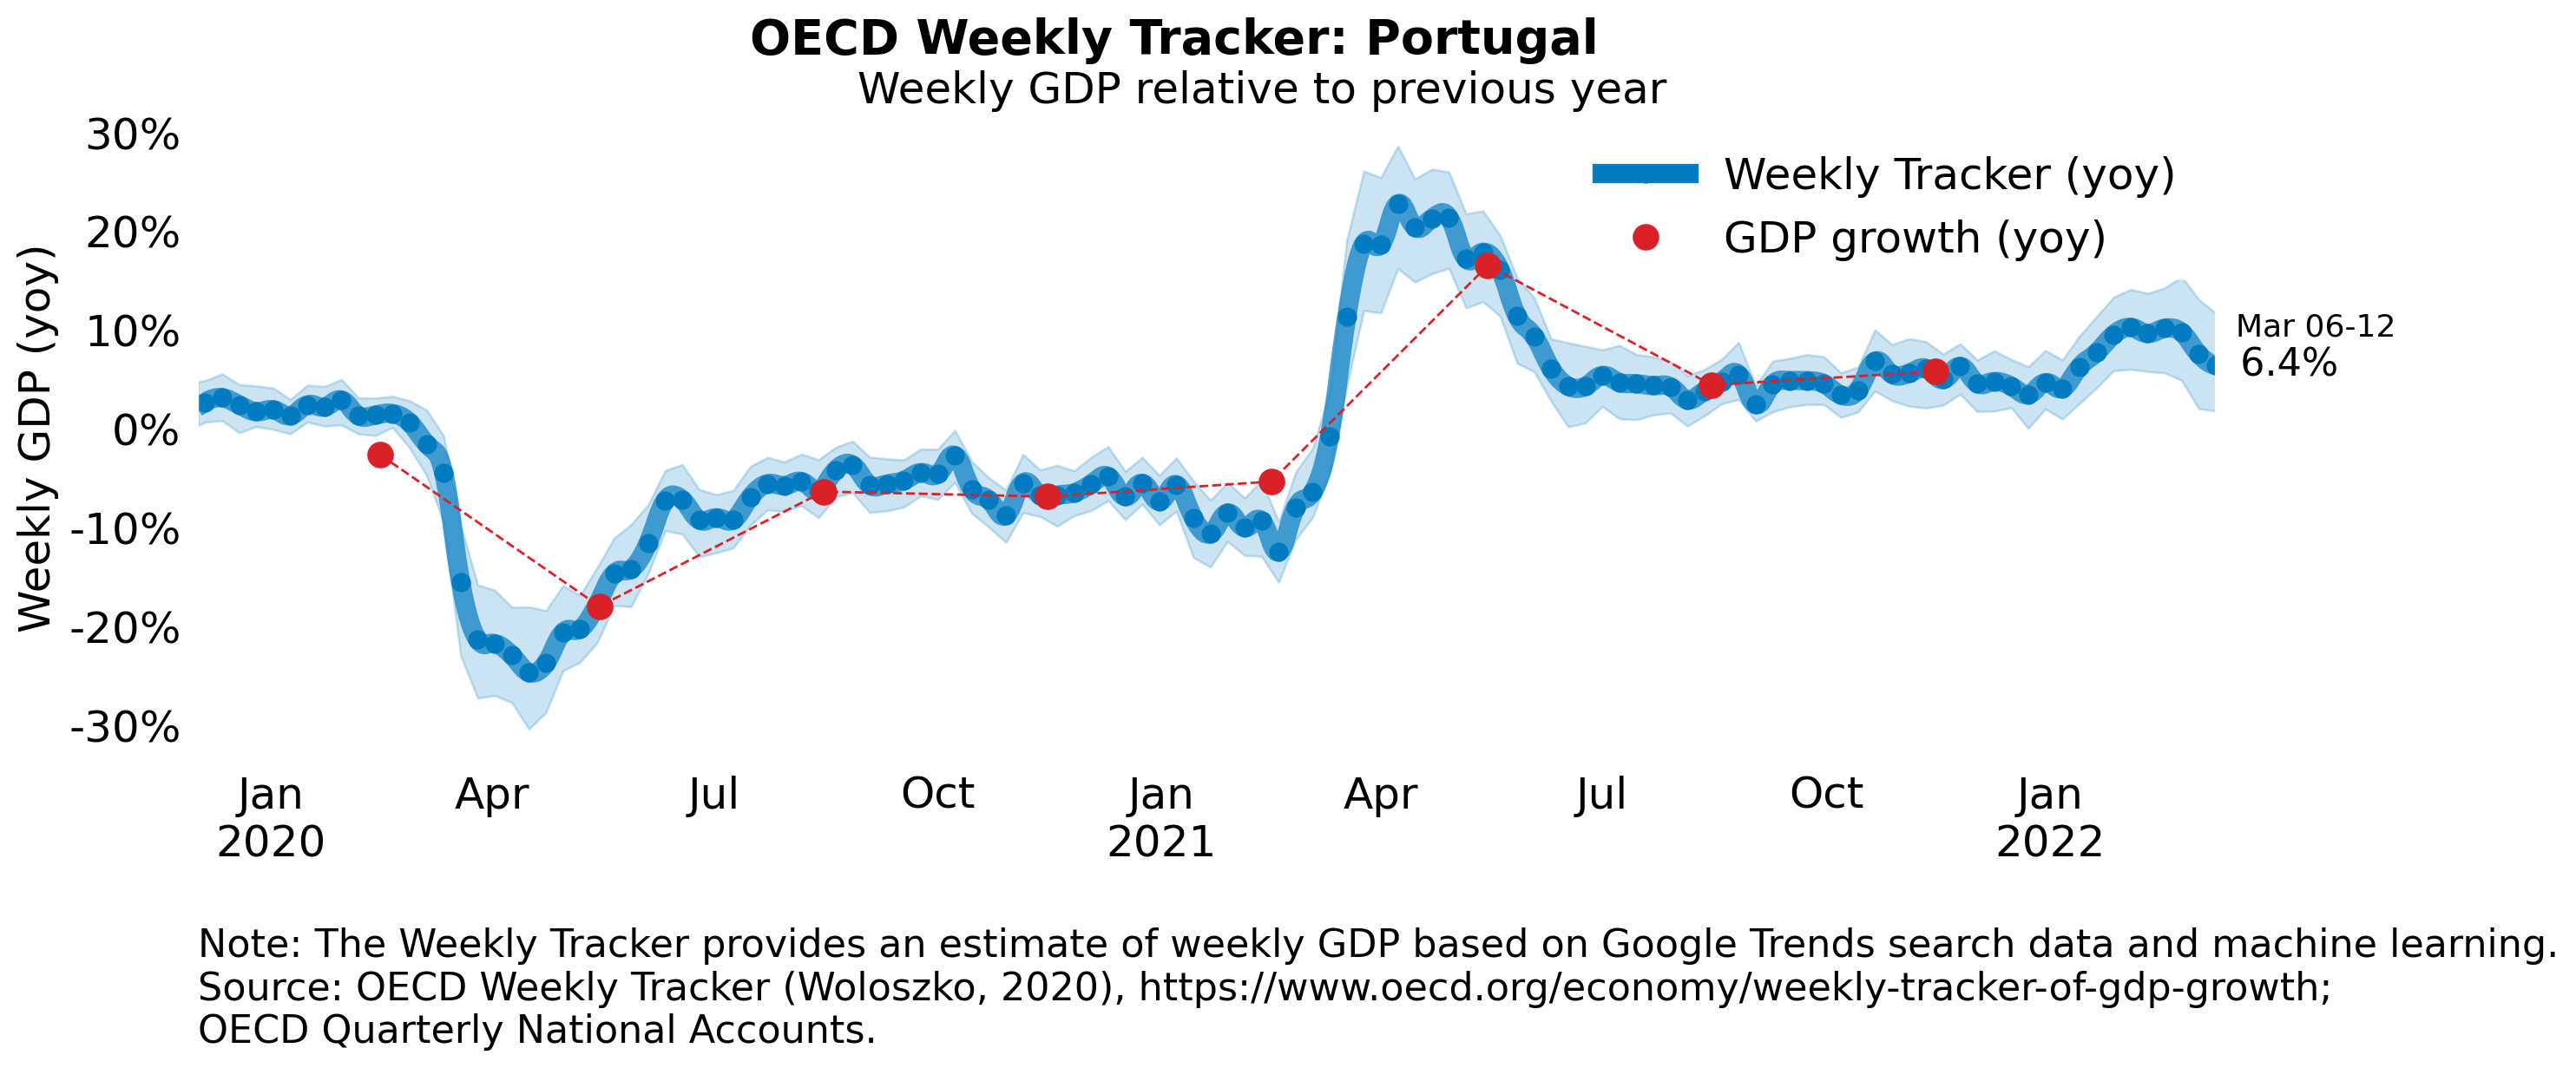 OECD Weekly Tracker: Portugal
Weekly GDP relative to previous year
Weekly GDP (yoy)
30%
20%
10%
0%
-10%
-20%
-30%
Weekly Tracker (yoy)
GDP growth (yoy)
Mar 06-12
6.4%
Jan Apr Jul Oct Jan Apr Jul Oct Jan
2020 2021 2022
Note: The Weekly Tracker provides an estimate of weekly GDP based on Google Trends search data and machine learning.
Source: OECD Weekly Tracker (Woloszko, 2020), https://www.oecd.org/economy/weekly-tracker-of-gdp-growth;
OECD Quarterly National Accounts.